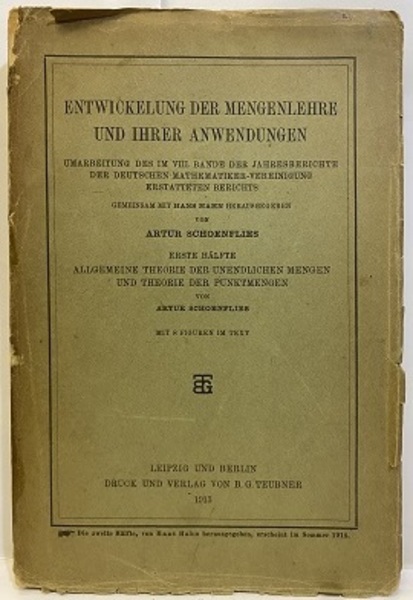 ENTWICKELUNG DER MENGENLEHRE
UND IHRER ANWENDUNGEN
UMARBEITUNG DES IM VIII. BANDE DER JAHRESBERICHTE
DER DEUTSCHEN MATHEMATIKER-VEREINIGUNG
ERSTATTETEN BERICHTS
GEMEINSAM MIT HANS HAHN HERAUSGEGEBEN
VON
ARTUR SCHOENFLIES
ERSTE HÄLFTE
ALLGEMEINE THEORIE DER UNENDLICHEN MENGEN
UND THEORIE DER PUNKTMENGEN
VON
ARTUR SCHOENFLIES
MIT 8 FIGUREN IM TEXT
BGT
LEIPZIG UND BERLIN
DRUCK UND VERLAG VON B. G. TEUBNER
1913
Die zweite Hälfte, von Hans Hahn herausgegeben, erscheint im Sommer